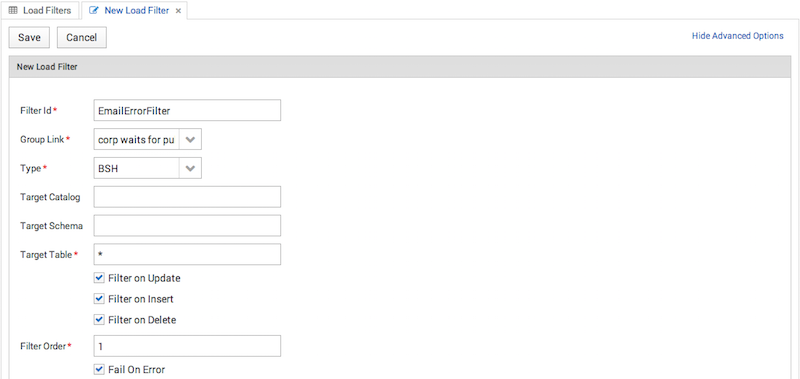 Load Filters
New Load Filter
Save
Cancel
Hide Advanced Options
New Load Filter
Filter Id*
EmailErrorFilter
Group Link*
corp waits for pu
Type*
BSH
Target Catalog
Target Schema
Target Table*
*
Filter on Update
Filter on Insert
Filter on Delete
Filter Order*
1
Fail On Error